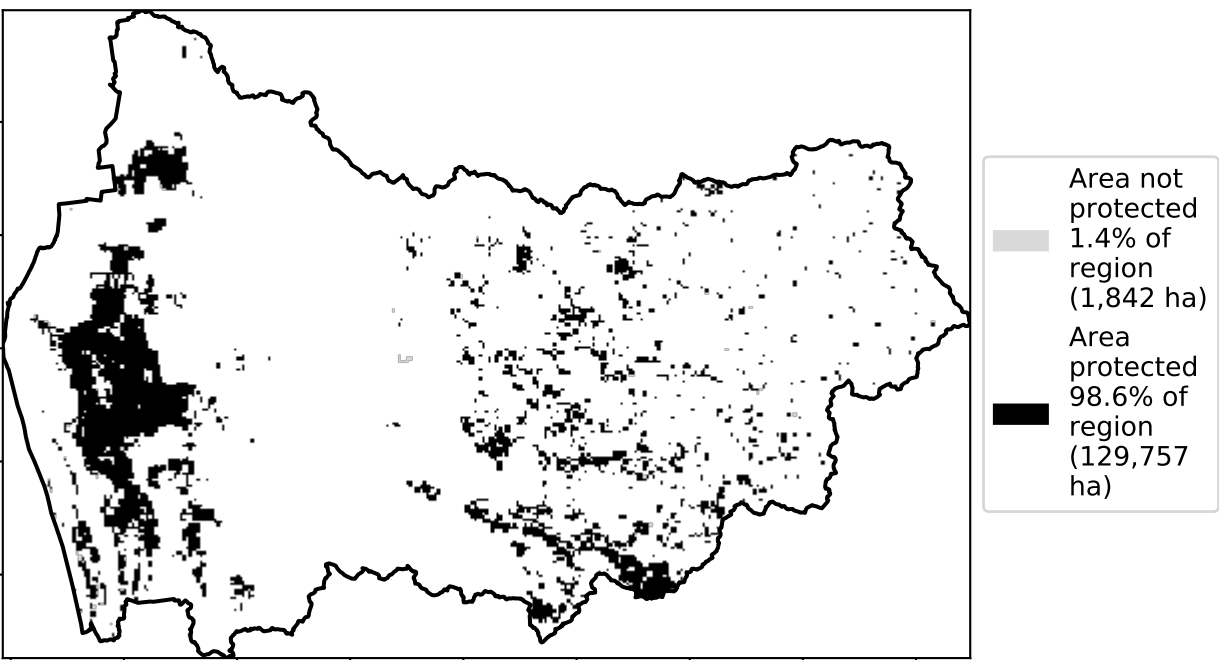 Area not
protected
1.4% of
region
(1,842 ha)
Area
protected
98.6% of
region
(129,757
ha)